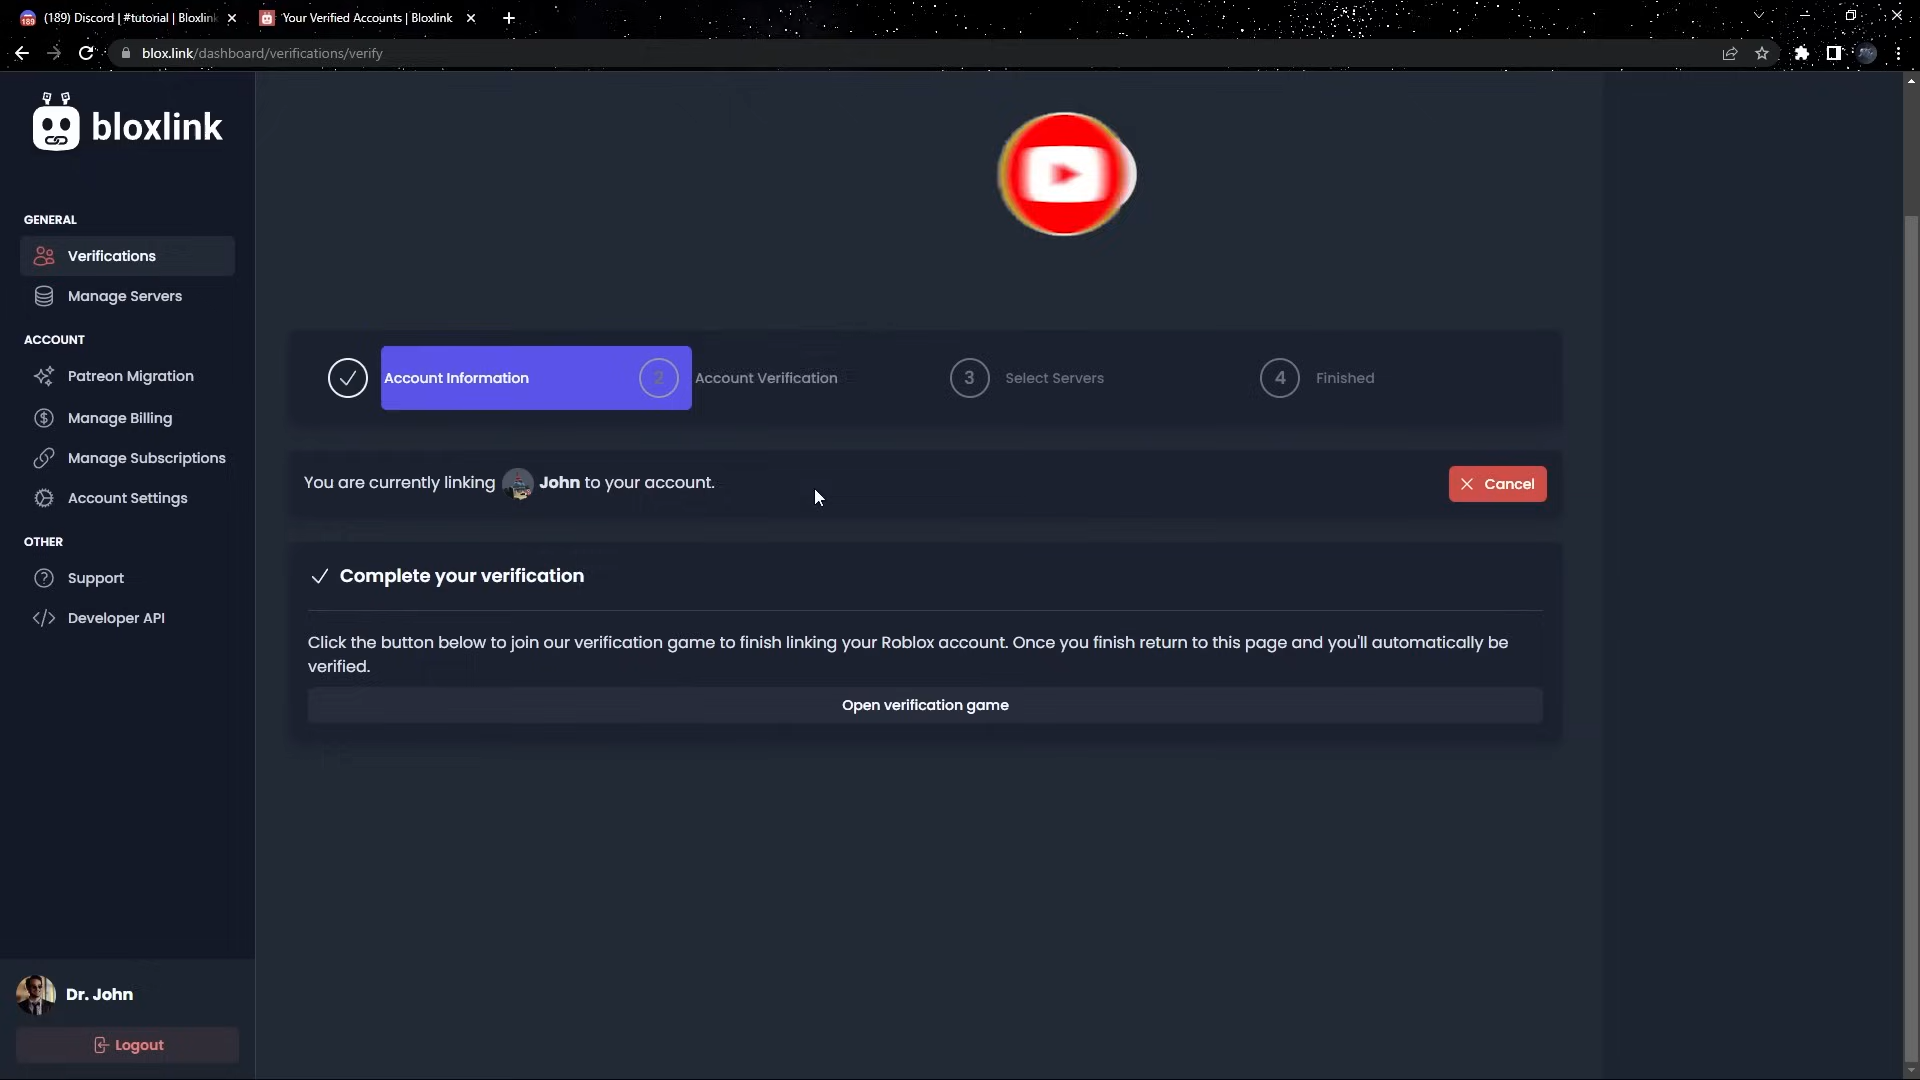 (189) Discord | #tutorial | Bloxlink
Your Verified Accounts | Bloxlink
blox.link/dashboard/verifications/verify
bloxlink
GENERAL
Verifications
Manage Servers
ACCOUNT
Patreon Migration
Manage Billing
Manage Subscriptions
Account Settings
OTHER
Support
Developer API
Dr. John
Logout
Account Information
2 Account Verification
3 Select Servers
4 Finished
You are currently linking John to your account.
Cancel
Complete your verification
Click the button below to join our verification game to finish linking your Roblox account. Once you finish return to this page and you'll automatically be
verified.
Open verification game